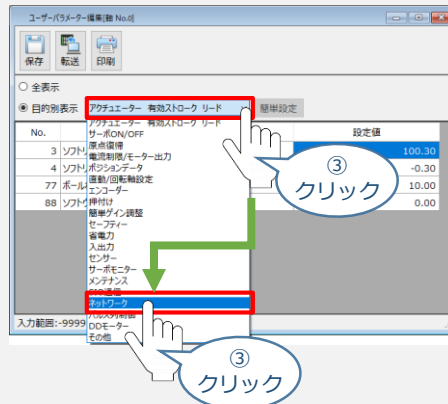 ユーザーパラメーター編集[軸 No.0]
保存 転送 印刷
全表示
目的別表示 アクチュエーター 有効ストローク リード 簡単設定
No. 設定値
3 ソフトリ 100.30
4 ソフトリ -0.30
77 ボール 10.00
88 ソフトウ 0.00
アクチュエーター 有効ストローク リード
サーボON/OFF
原点復帰
電流制限/モーター出力
ポジションデータ
直動/回転軸設定
エンコーダー
押付け
簡単ゲイン調整
セーフティー
省電力
入出力
センサー
サーボモニター
メンテナンス
ネットワーク
パルス列制御
DDモーター
その他
入力範囲:-9999
③
クリック
③
クリック